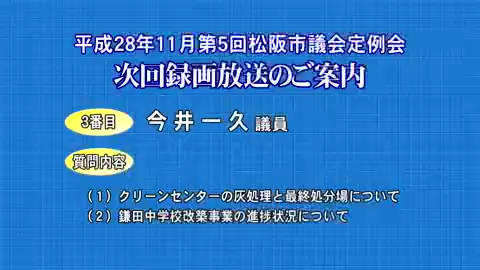 平成28年11月第5回松阪市議会定例会
次回録画放送のご案内
3番目 今井一久 議員
質問内容
（１）クリーンセンターの灰処理と最終処分場について
（２）鎌田中学校改築事業の進捗状況について